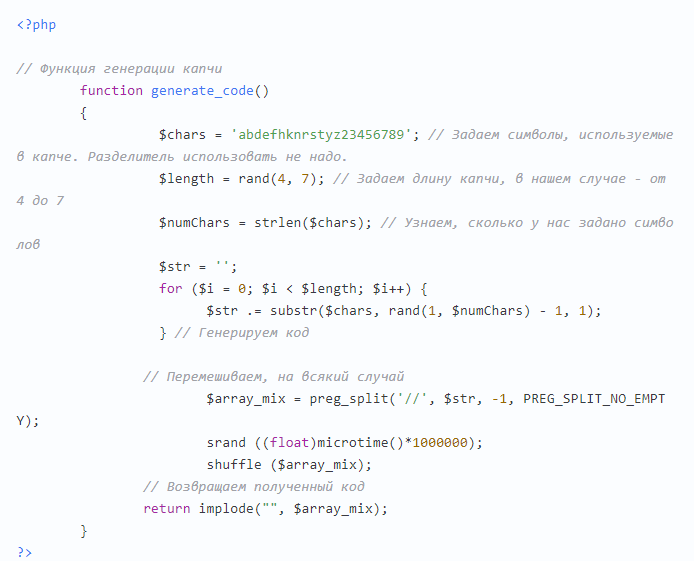 <?php
// Функция генерации капчи
function generate_code()
{
$chars = 'abdefhknrstyz23456789'; // Задаем символы, используемые
в капче. Разделитель использовать не надо.
$length = rand(4, 7); // Задаем длину капчи, в нашем случае - от
4 до 7
$numChars = strlen($chars); // Узнаем, сколько у нас задано симво
лов
$str = '';
for ($i = 0; $i < $length; $i++) {
$str .= substr($chars, rand(1, $numChars) - 1, 1);
} // Генерируем код
// Перемешиваем, на всякий случай
$array_mix = preg_split('//', $str, -1, PREG_SPLIT_NO_EMPT
Y);
srand ((float)microtime()*1000000);
shuffle ($array_mix);
// Возвращаем полученный код
return implode("", $array_mix);
}
?>